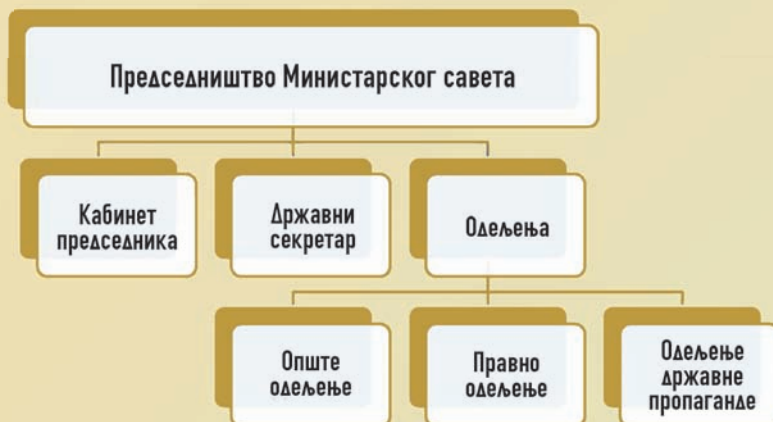 Председништво Министарског савета
Кабинет
председника
Државни
секретар
Одељења
Опште
одељење
Правно
одељење
Одељење
државне
пропаганде